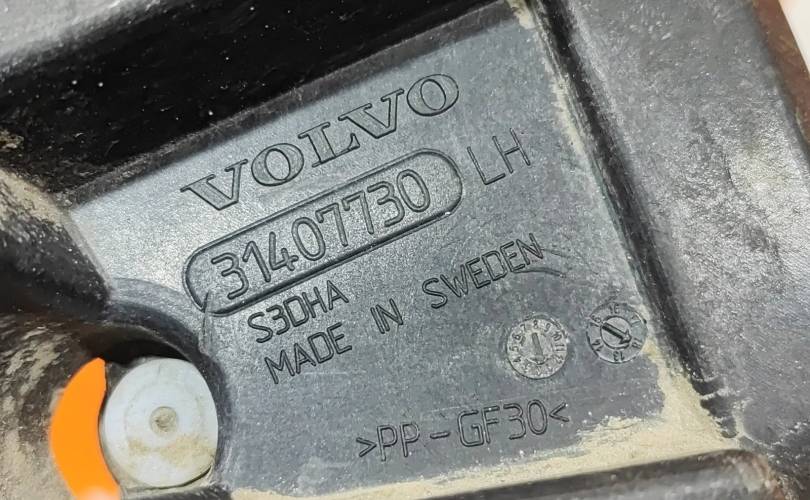 VOLVO
31407730 LH
S3DHA
MADE IN SWEDEN
>PP-GF30<